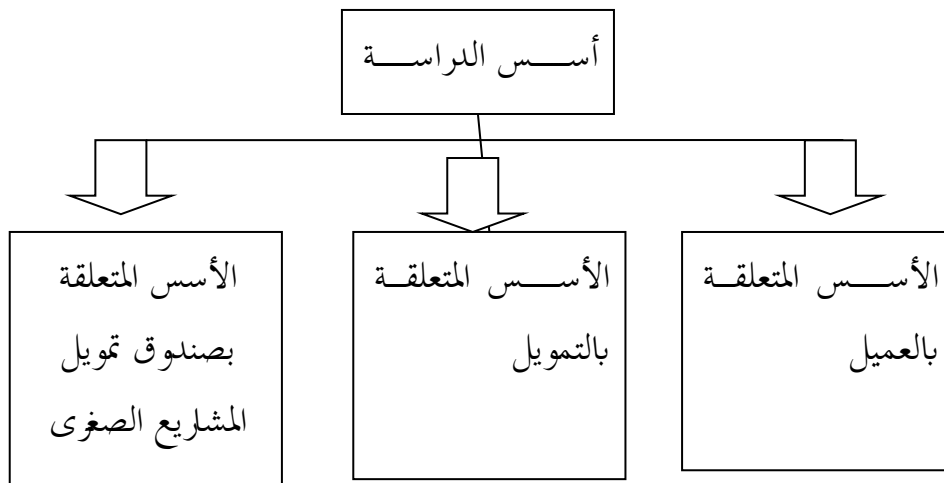 أسس الدراسة
الأسس المتعلقة
بالعميل
الأسس المتعلقة
بالتمويل
الأسس المتعلقة
بصندوق تمويل
المشاريع الصغرى